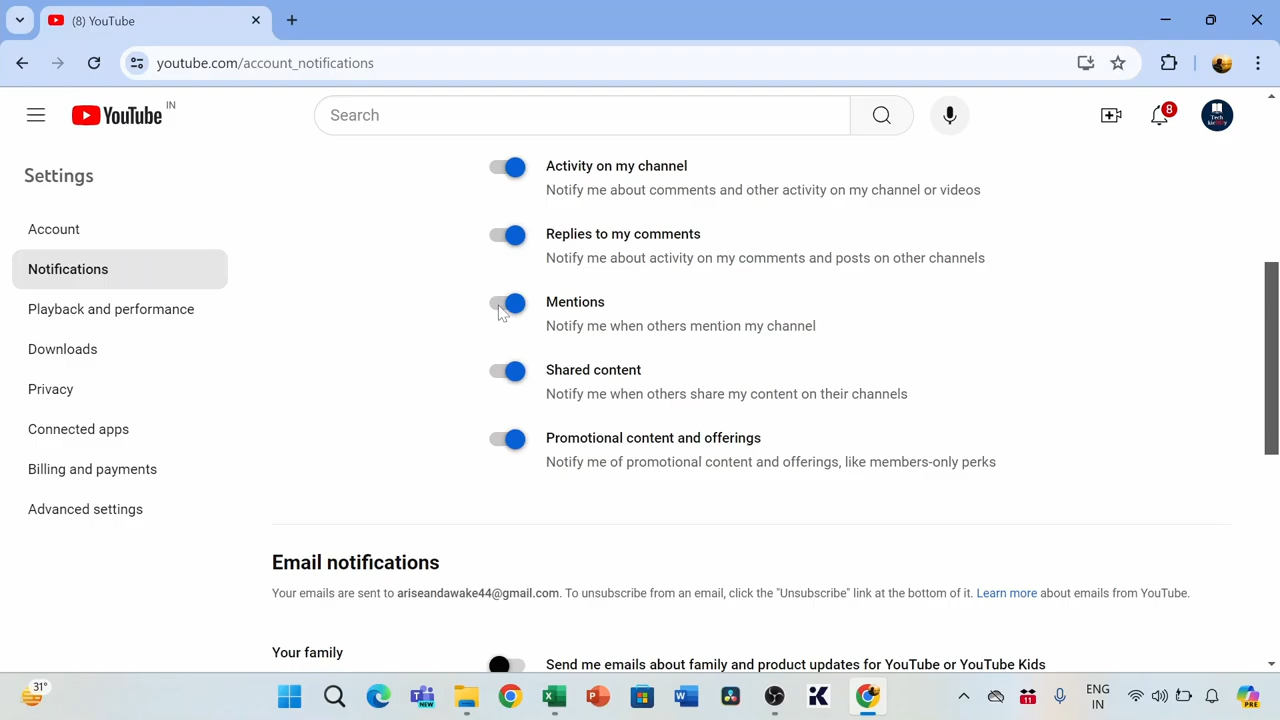 (8) YouTube
youtube.com/account_notifications
YouTube IN
Search
8
Settings
Account
Notifications
Playback and performance
Downloads
Privacy
Connected apps
Billing and payments
Advanced settings
Activity on my channel
Notify me about comments and other activity on my channel or videos
Replies to my comments
Notify me about activity on my comments and posts on other channels
Mentions
Notify me when others mention my channel
Shared content
Notify me when others share my content on their channels
Promotional content and offerings
Notify me of promotional content and offerings, like members-only perks
Email notifications
Your emails are sent to ariseandawake44@gmail.com. To unsubscribe from an email, click the "Unsubscribe" link at the bottom of it. Learn more about emails from YouTube.
Your family
Send me emails about family and product updates for YouTube or YouTube Kids
31°
NEW
11
ENG
IN
PRE